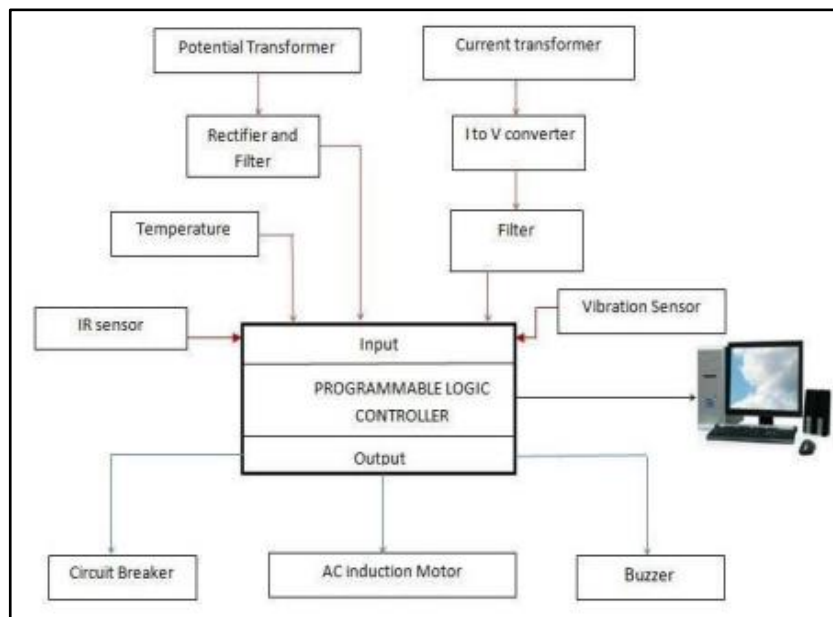 Potential Transformer
Current transformer
Rectifier and
Filter
I to V converter
Temperature
Filter
IR sensor
Vibration Sensor
Input
PROGRAMMABLE LOGIC
CONTROLLER
Output
Circuit Breaker
AC induction Motor
Buzzer